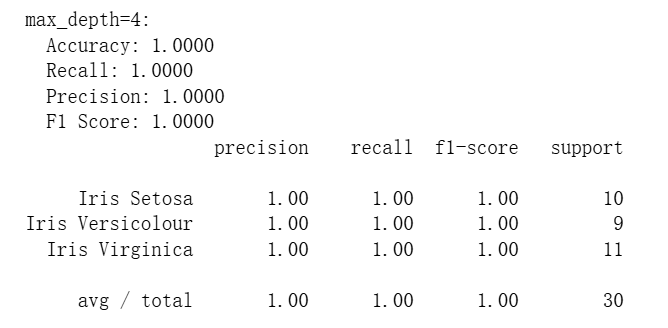 max_depth=4:
Accuracy: 1.0000
Recall: 1.0000
Precision: 1.0000
F1 Score: 1.0000
precision recall f1-score support
Iris Setosa 1.00 1.00 1.00 10
Iris Versicolour 1.00 1.00 1.00 9
Iris Virginica 1.00 1.00 1.00 11
avg / total 1.00 1.00 1.00 30